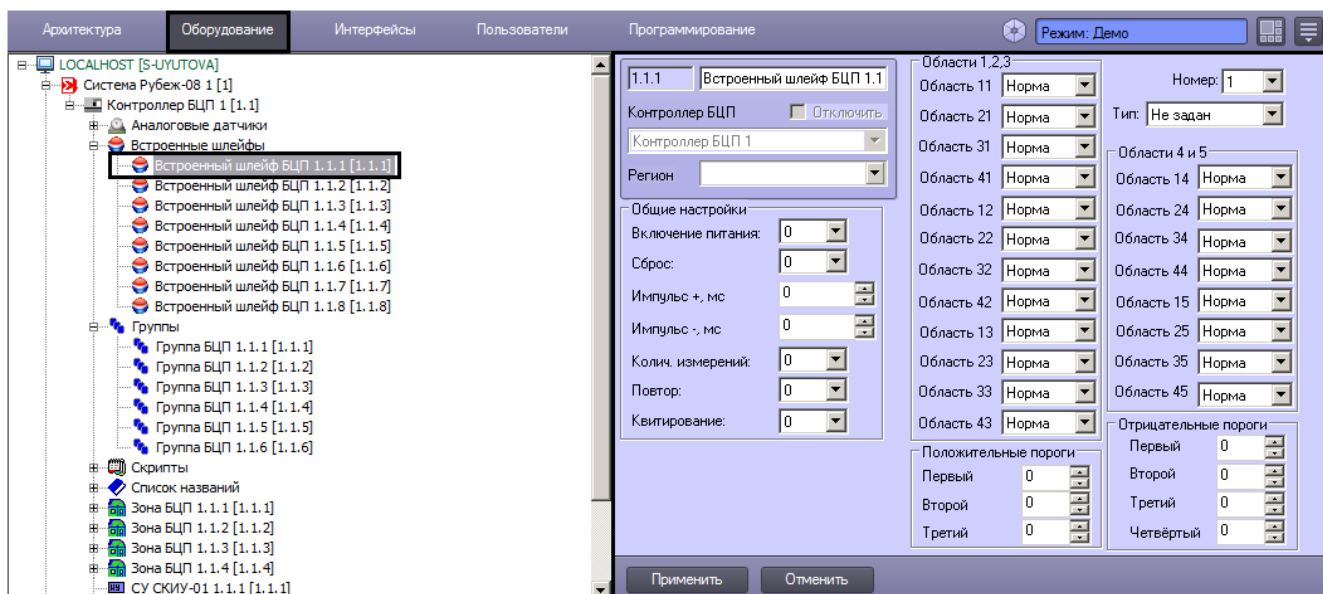 Архитектура Оборудование Интерфейсы Пользователи Программирование Режим: Демо
LOCALHOST [S-UYUTOVA]
Система Рубеж-08 1 [1]
Контроллер БЦП 1 [1.1]
Аналоговые датчики
Встроенные шлейфы
Встроенный шлейф БЦП 1.1.1 [1.1.1]
Встроенный шлейф БЦП 1.1.2 [1.1.2]
Встроенный шлейф БЦП 1.1.3 [1.1.3]
Встроенный шлейф БЦП 1.1.4 [1.1.4]
Встроенный шлейф БЦП 1.1.5 [1.1.5]
Встроенный шлейф БЦП 1.1.6 [1.1.6]
Встроенный шлейф БЦП 1.1.7 [1.1.7]
Встроенный шлейф БЦП 1.1.8 [1.1.8]
Группы
Группа БЦП 1.1.1 [1.1.1]
Группа БЦП 1.1.2 [1.1.2]
Группа БЦП 1.1.3 [1.1.3]
Группа БЦП 1.1.4 [1.1.4]
Группа БЦП 1.1.5 [1.1.5]
Группа БЦП 1.1.6 [1.1.6]
Скрипты
Список названий
Зона БЦП 1.1.1 [1.1.1]
Зона БЦП 1.1.2 [1.1.2]
Зона БЦП 1.1.3 [1.1.3]
Зона БЦП 1.1.4 [1.1.4]
СУ СКИУ-01 1.1.1 [1.1.1]
1.1.1 Встроенный шлейф БЦП 1.1
Контроллер БЦП Отключить
Контроллер БЦП 1
Регион
Общие настройки
Включение питания: 0
Сброс: 0
Импульс +, мс 0
Импульс -, мс 0
Колич. измерений: 0
Повтор: 0
Квитирование: 0
Области 1,2,3
Область 11 Норма
Область 21 Норма
Область 31 Норма
Область 41 Норма
Область 12 Норма
Область 22 Норма
Область 32 Норма
Область 42 Норма
Область 13 Норма
Область 23 Норма
Область 33 Норма
Область 43 Норма
Положительные пороги
Первый 0
Второй 0
Третий 0
Номер: 1
Тип: Не задан
Области 4 и 5
Область 14 Норма
Область 24 Норма
Область 34 Норма
Область 44 Норма
Область 15 Норма
Область 25 Норма
Область 35 Норма
Область 45 Норма
Отрицательные пороги
Первый 0
Второй 0
Третий 0
Четвёртый 0
Применить Отменить